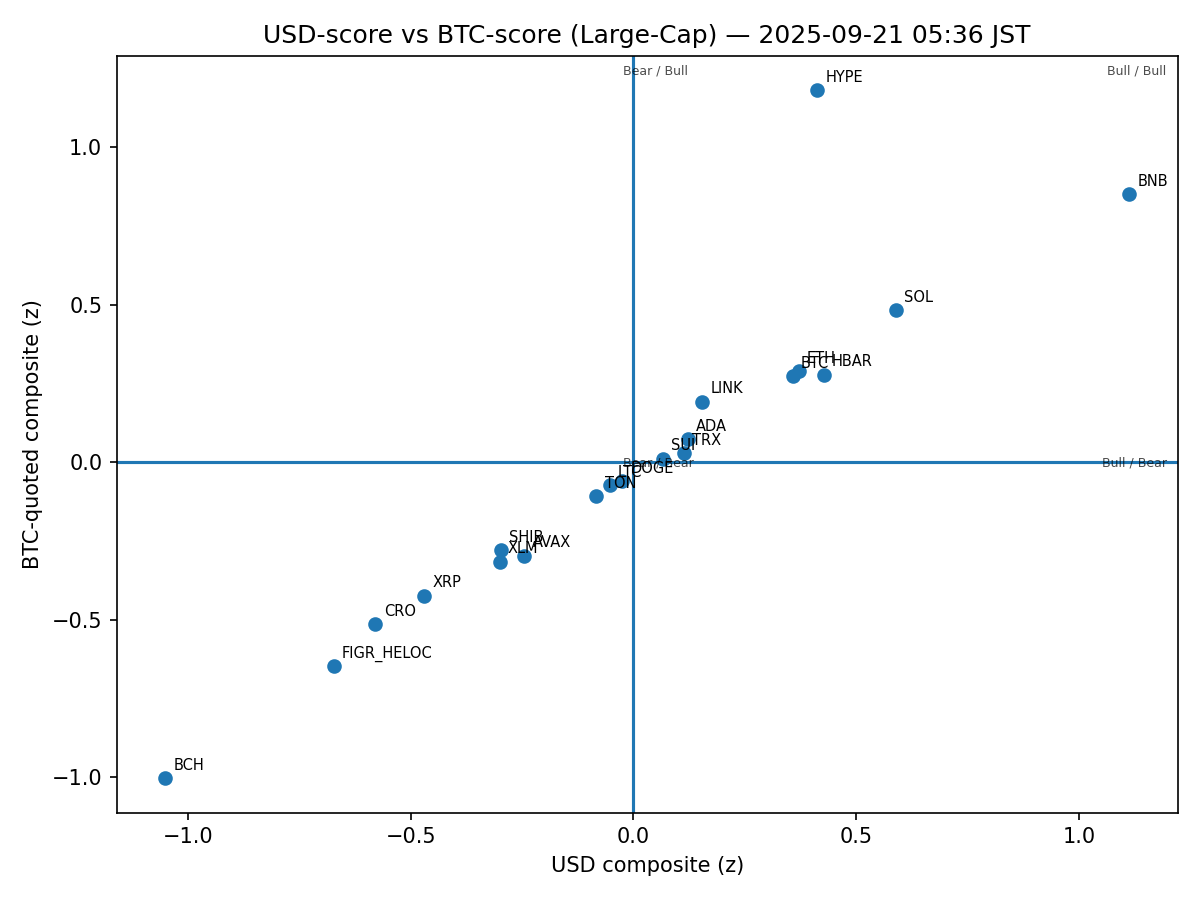 USD-score vs BTC-score (Large-Cap) — 2025-09-21 05:36 JST
Bear / Bull
Bull / Bull
HYPE
1.0
BNB
0.5
SOL
ETH
BTC
HBAR
LINK
ADA
TRX
SUI
0.0
Bear / Bear
Bull / Bear
DOGE
LTC
TON
SHIB
AVAX
XLM
−0.5
XRP
CRO
FIGR_HELOC
−1.0
BCH
−1.0
−0.5
0.0
0.5
1.0
USD composite (z)
BTC-quoted composite (z)